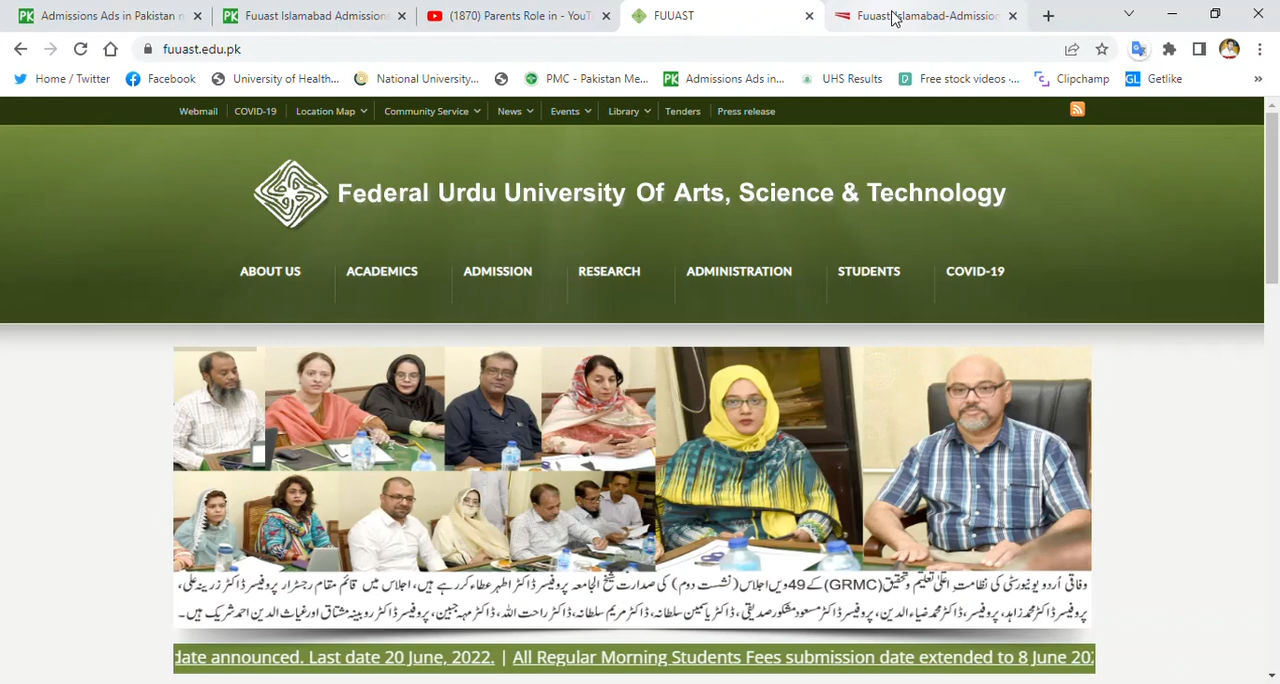 Admissions Ads in Pakistan n
Fuuast Islamabad Admissions
(1870) Parents Role in - YouT
FUUAST
Fuuast Islamabad-Admission
fuuast.edu.pk
Home / Twitter
Facebook
University of Health...
National University...
PMC - Pakistan Me...
Admissions Ads in...
UHS Results
Free stock videos -...
Clipchamp
Getlike
Webmail
COVID-19
Location Map
Community Service
News
Events
Library
Tenders
Press release
Federal Urdu University Of Arts, Science & Technology
ABOUT US
ACADEMICS
ADMISSION
RESEARCH
ADMINISTRATION
STUDENTS
COVID-19
وفاقی اُردو یونیورسٹی کی نظامتِ اعلیٰ تعلیم و تحقیق (GRMC) کے 49ویں اجلاس (نشست دوم) کی صدارت شیخ الجامعہ پروفیسر ڈاکٹر اطہر عطاء کر رہے ہیں، اجلاس میں قائم مقام رجسٹرار پروفیسر ڈاکٹر زرینہ علی،
پروفیسر ڈاکٹر محمد زاہد، پروفیسر، ڈاکٹر محمد ضیاء الدین، پروفیسر ڈاکٹر مسعود مشکور صدیقی، ڈاکٹر یاسمین سلطانہ، ڈاکٹر مریم سلطانہ، ڈاکٹر راحت اللہ، ڈاکٹر مہ جبین، پروفیسر ڈاکٹر روبینہ مشتاق اور غیاث الدین احمد شریک ہیں۔
date announced. Last date 20 June, 2022. | All Regular Morning Students Fees submission date extended to 8 June 202